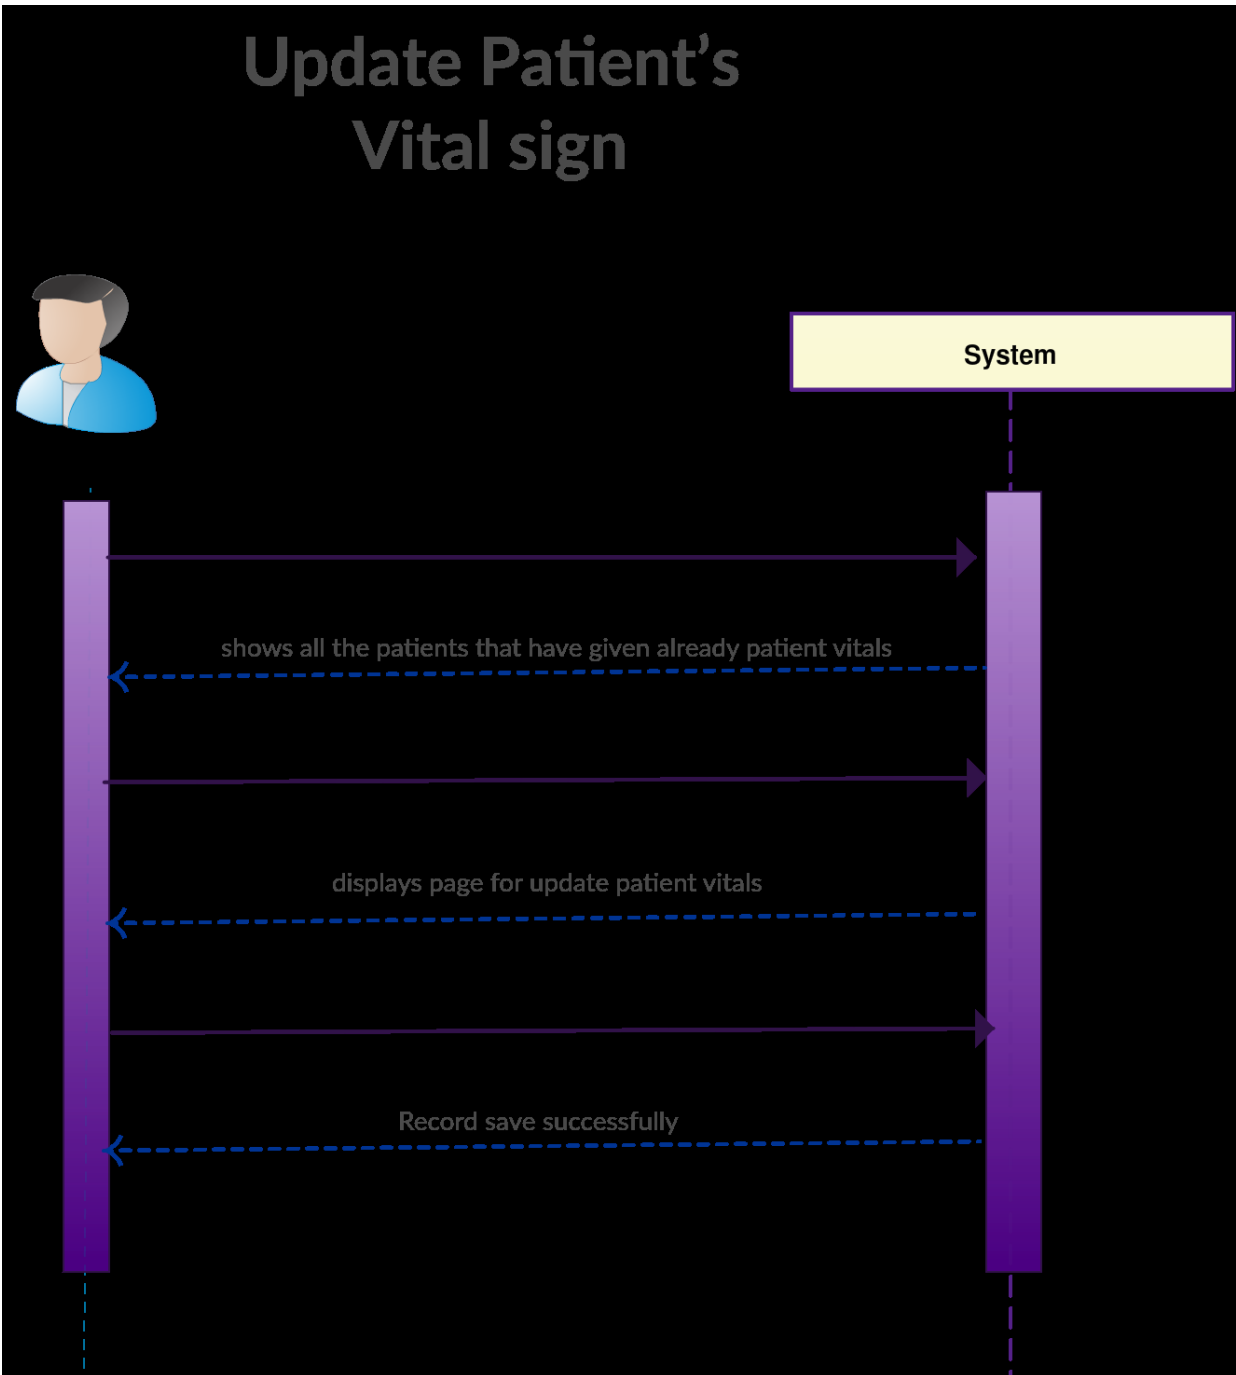 Update Patient’s
Vital sign
System
shows all the patients that have given already patient vitals
displays page for update patient vitals
Record save successfully